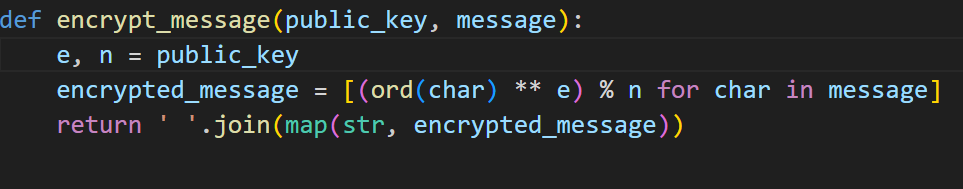 def encrypt_message(public_key, message):
    e, n = public_key
    encrypted_message = [(ord(char) ** e) % n for char in message]
    return ' '.join(map(str, encrypted_message))